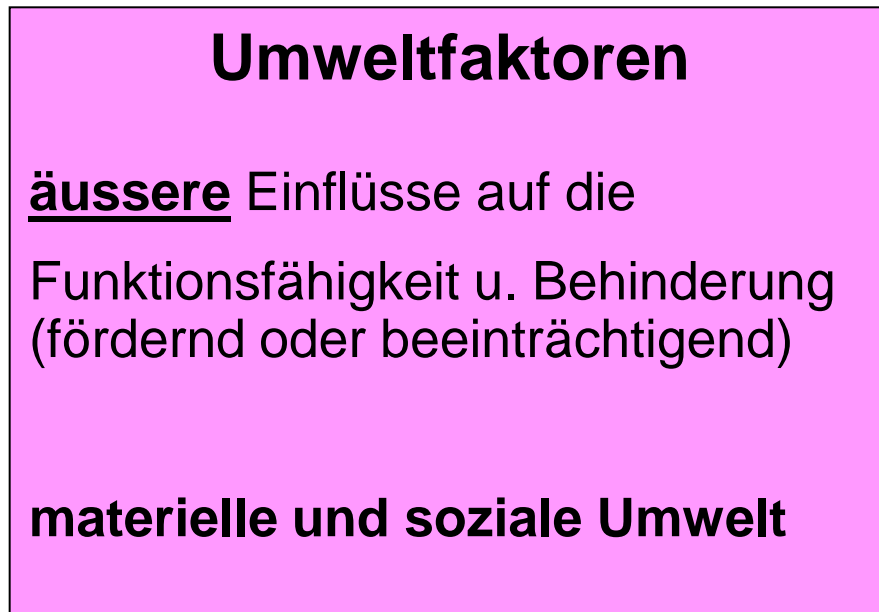 Umweltfaktoren
äussere Einflüsse auf die
Funktionsfähigkeit u. Behinderung
(fördernd oder beeinträchtigend)
materielle und soziale Umwelt